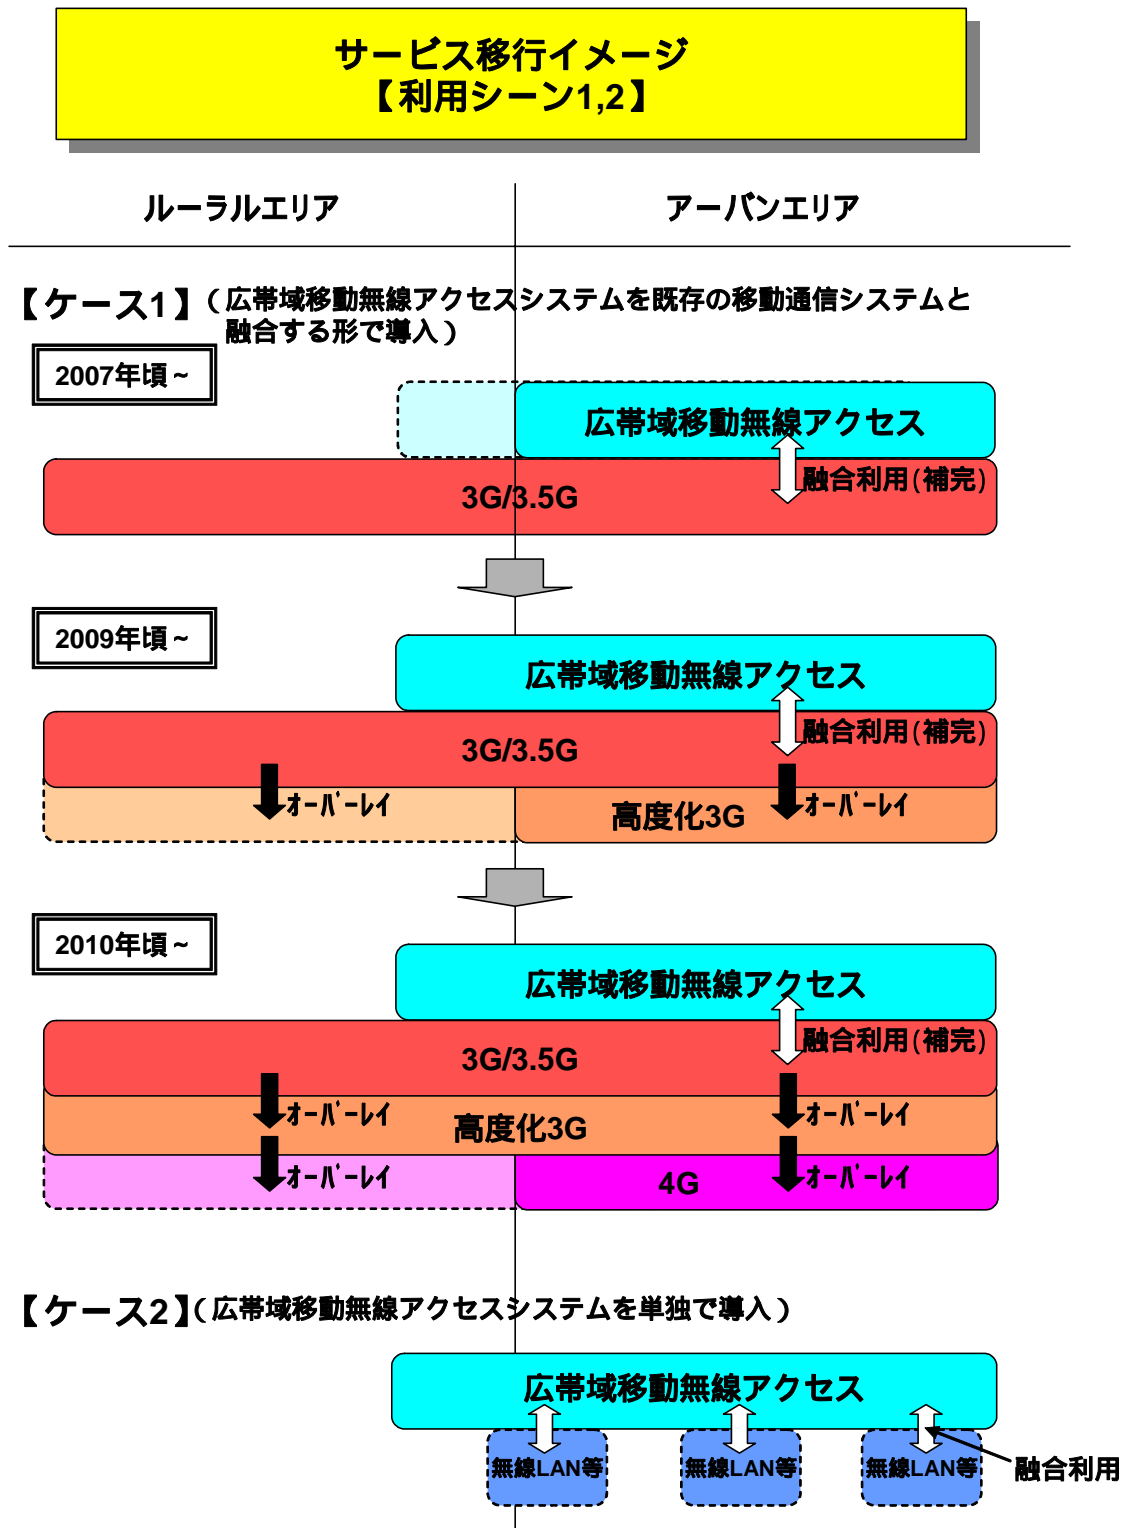 サービス移行イメージ
【利用シーン1,2】
ルーラルエリア
アーバンエリア
【ケース1】（広帯域移動無線アクセスシステムを既存の移動通信システムと
融合する形で導入）
2007年頃～
広帯域移動無線アクセス
融合利用(補完)
3G/3.5G
2009年頃～
広帯域移動無線アクセス
融合利用(補完)
3G/3.5G
ｵｰﾊﾞｰﾚｲ
高度化3G
ｵｰﾊﾞｰﾚｲ
2010年頃～
広帯域移動無線アクセス
融合利用(補完)
3G/3.5G
ｵｰﾊﾞｰﾚｲ
高度化3G
ｵｰﾊﾞｰﾚｲ
ｵｰﾊﾞｰﾚｲ
4G
ｵｰﾊﾞｰﾚｲ
【ケース2】（広帯域移動無線アクセスシステムを単独で導入）
広帯域移動無線アクセス
無線LAN等
無線LAN等
無線LAN等
融合利用